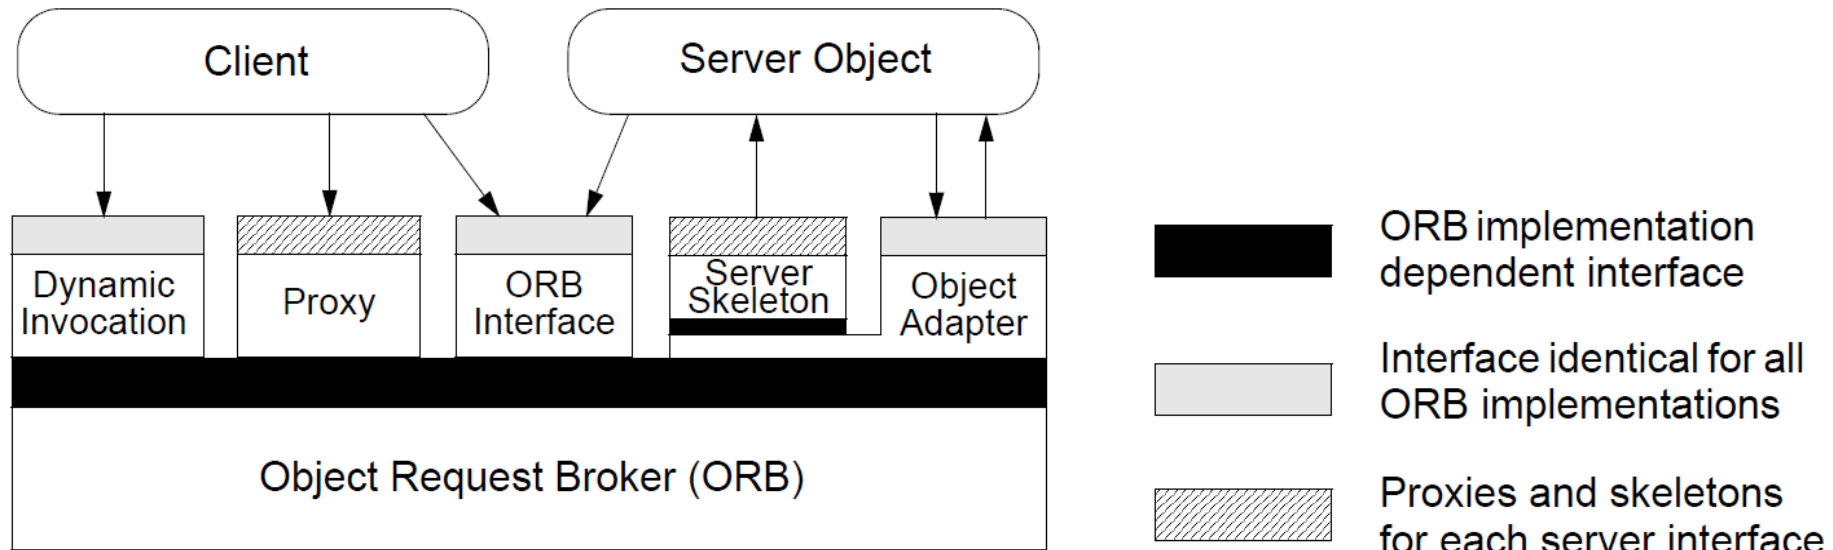 Client
Server Object
Dynamic
Invocation
Proxy
ORB
Interface
Server
Skeleton
Object
Adapter
Object Request Broker (ORB)
ORB implementation
dependent interface
Interface identical for all
ORB implementations
Proxies and skeletons
for each server interface